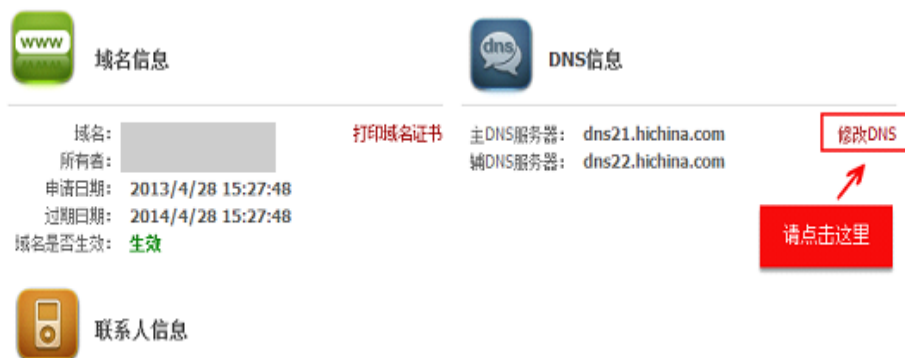 www
域名信息
域名：
打印域名证书
所有者：
申请日期： 2013/4/28 15:27:48
过期日期： 2014/4/28 15:27:48
域名是否生效： 生效
联系人信息
dns
DNS信息
主DNS服务器： dns21.hichina.com
修改DNS
辅DNS服务器： dns22.hichina.com
请点击这里